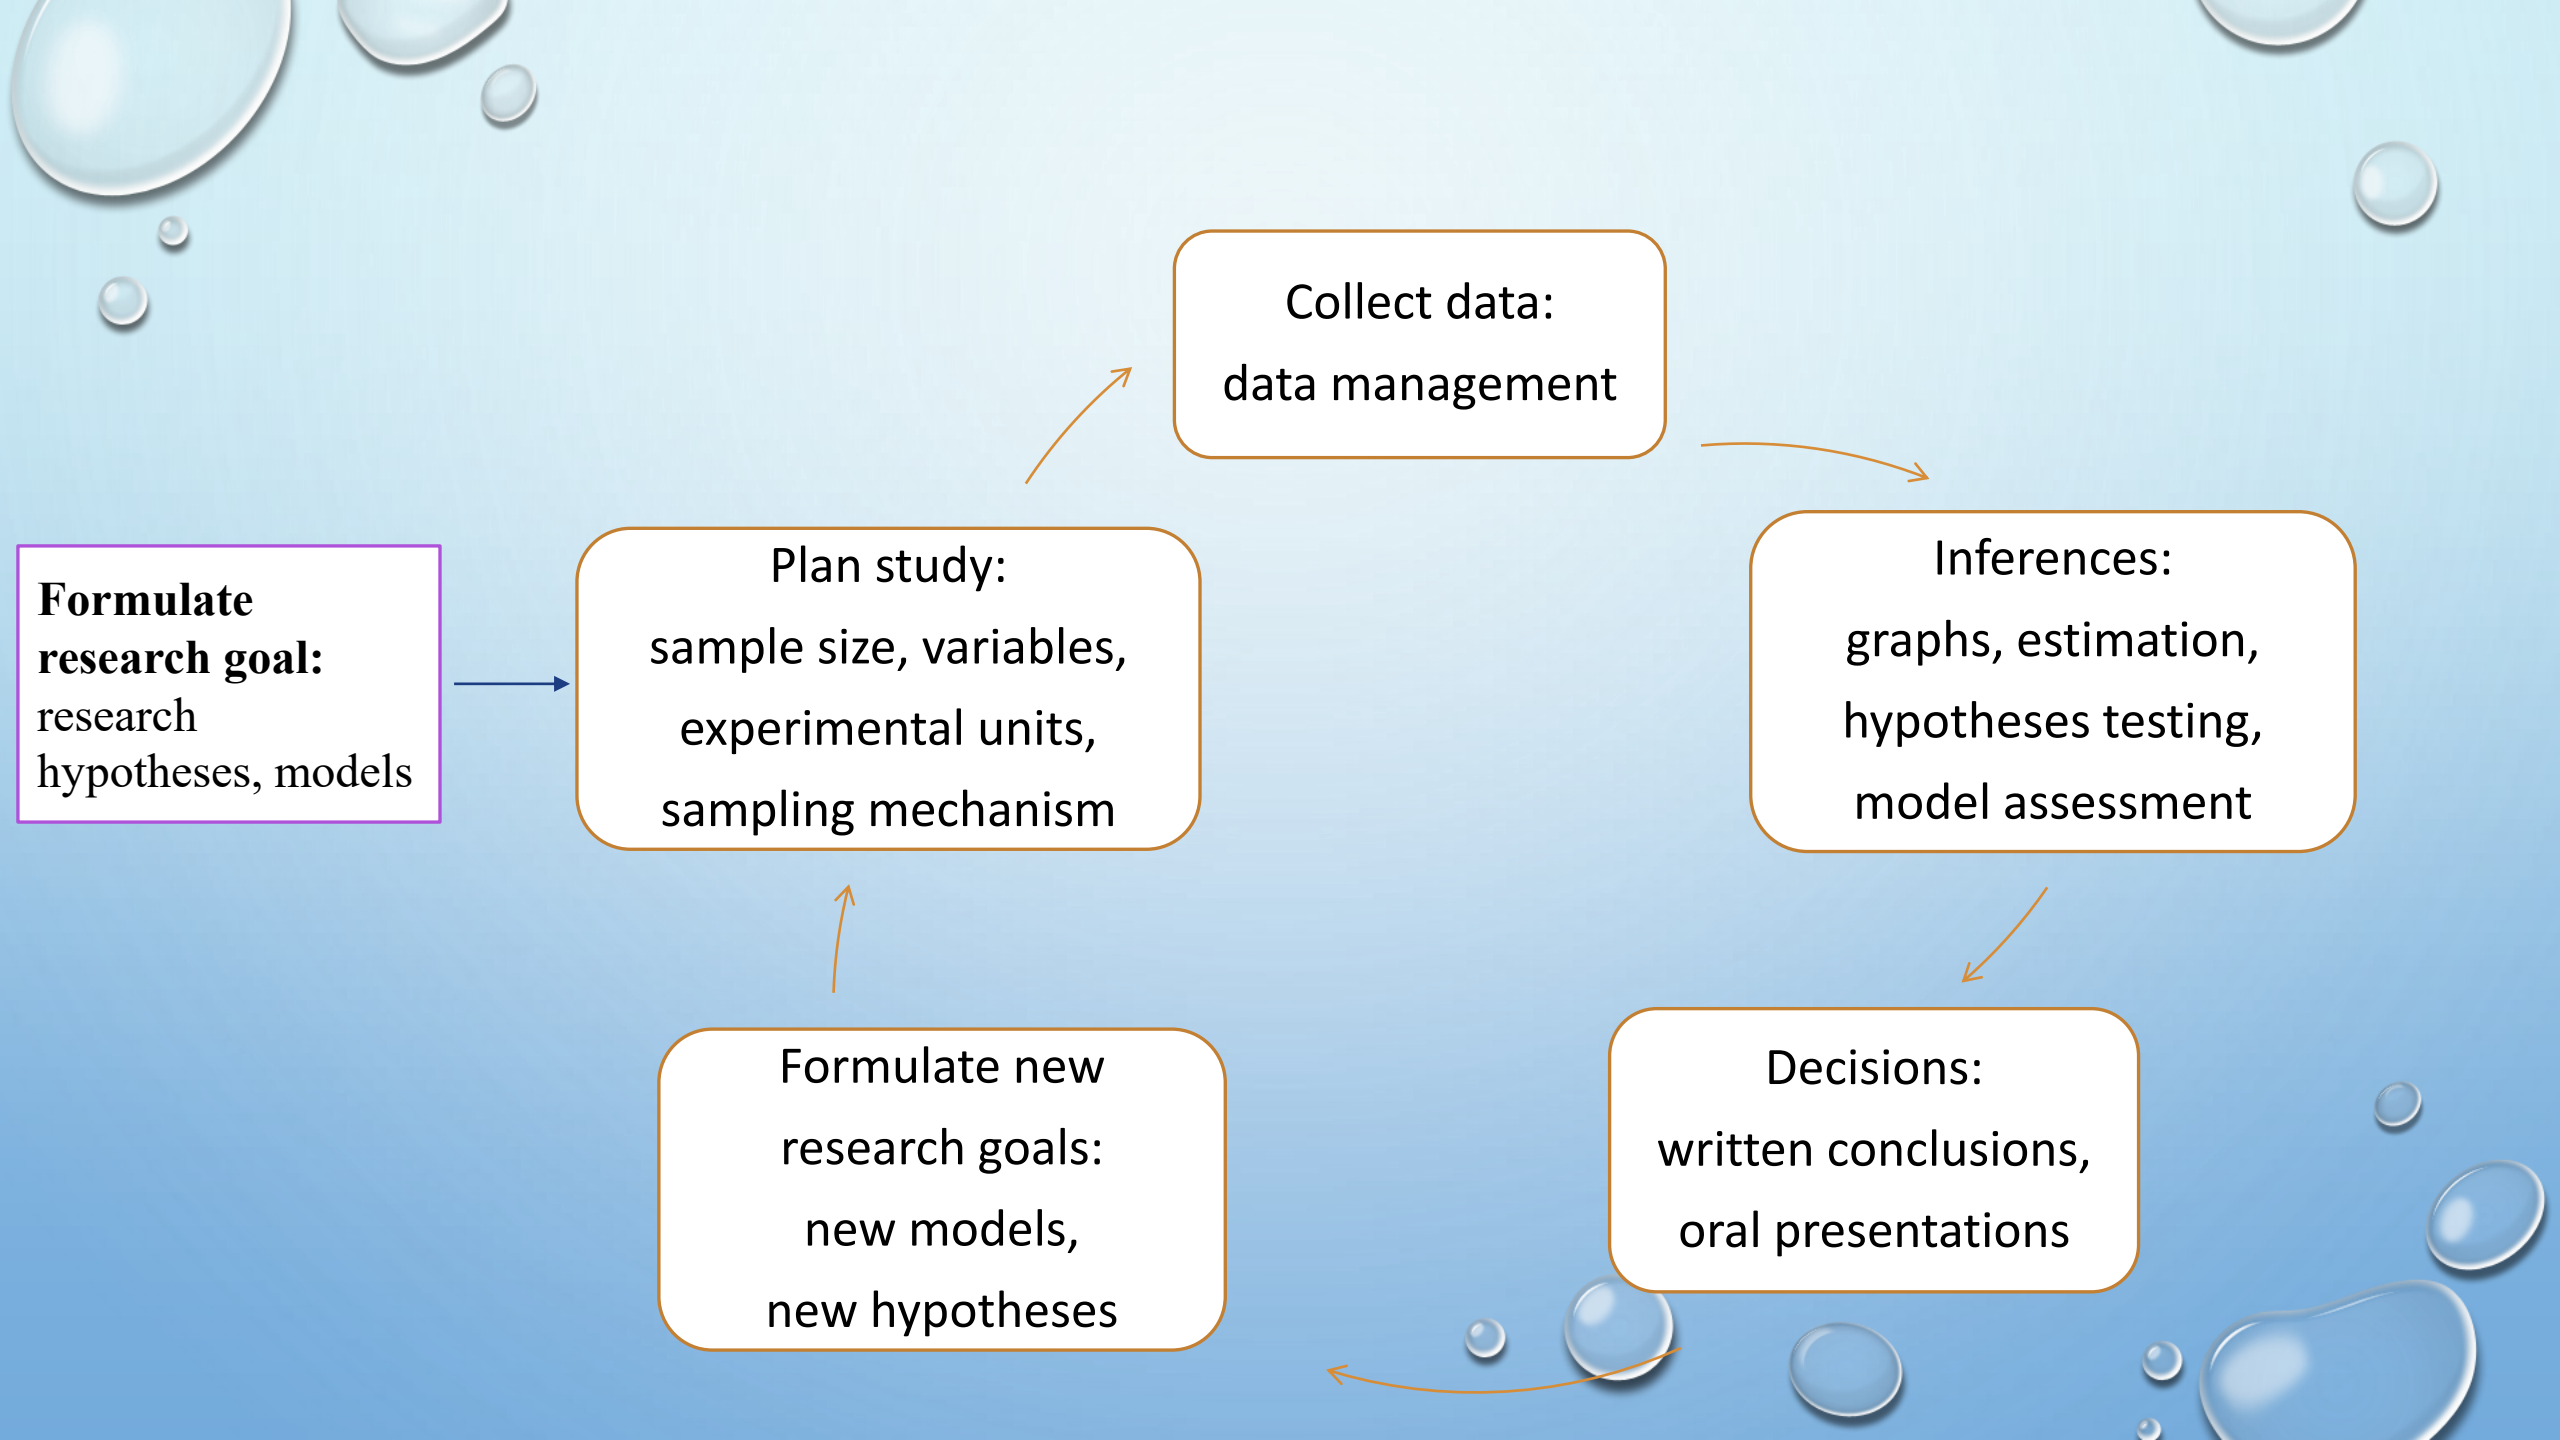 Formulate
research goal:
research
hypotheses, models
Plan study:
sample size, variables,
experimental units,
sampling mechanism
Collect data:
data management
Inferences:
graphs, estimation,
hypotheses testing,
model assessment
Decisions:
written conclusions,
oral presentations
Formulate new
research goals:
new models,
new hypotheses